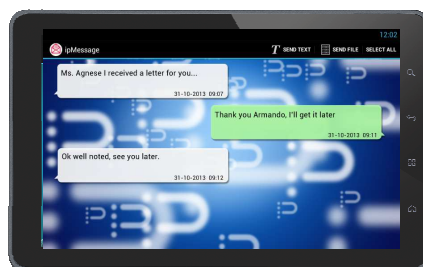 12:02
ipMessage T SEND TEXT SEND FILE SELECT ALL
Ms. Agnese I received a letter for you...
31-10-2013 09:07
Thank you Armando, I'll get it later
31-10-2013 09:11
Ok well noted, see you later.
31-10-2013 09:12